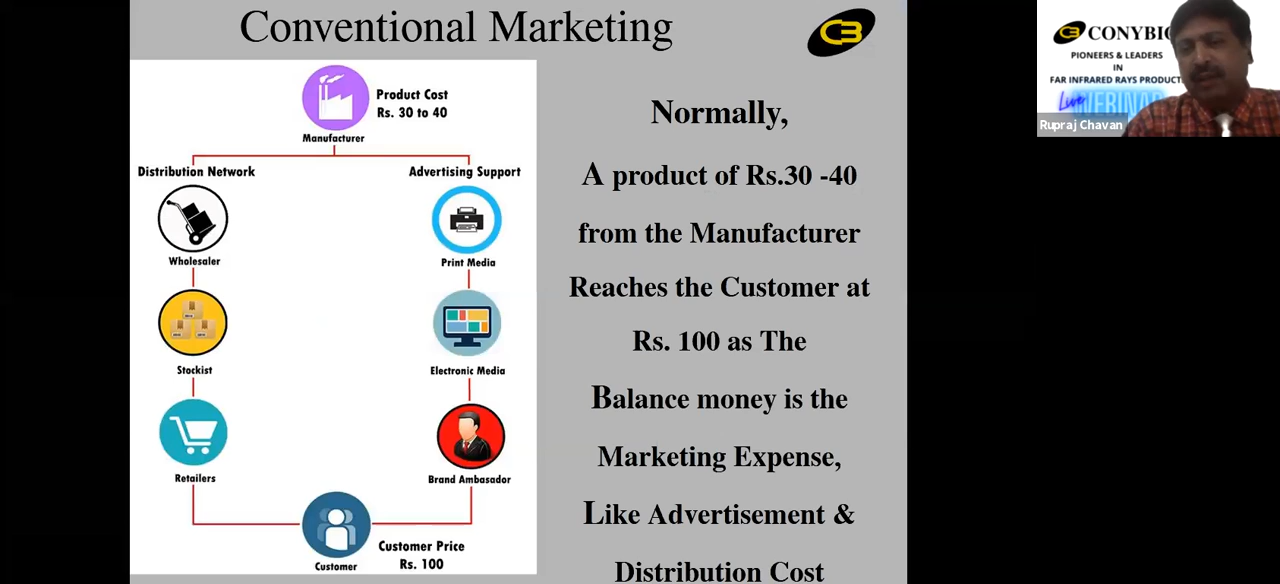 Conventional Marketing
CB
Product Cost
Rs. 30 to 40
Manufacturer
Distribution Network
Advertising Support
Wholesaler
Print Media
Stockist
Electronic Media
Retailers
Brand Ambasador
Customer Price
Rs. 100
Customer
Normally,
A product of Rs.30 -40
from the Manufacturer
Reaches the Customer at
Rs. 100 as The
Balance money is the
Marketing Expense,
Like Advertisement &
Distribution Cost
PIONEERS & LEADERS
IN
FAR INFRARED RAYS PRODUCT
Live
Rupraj Chavan